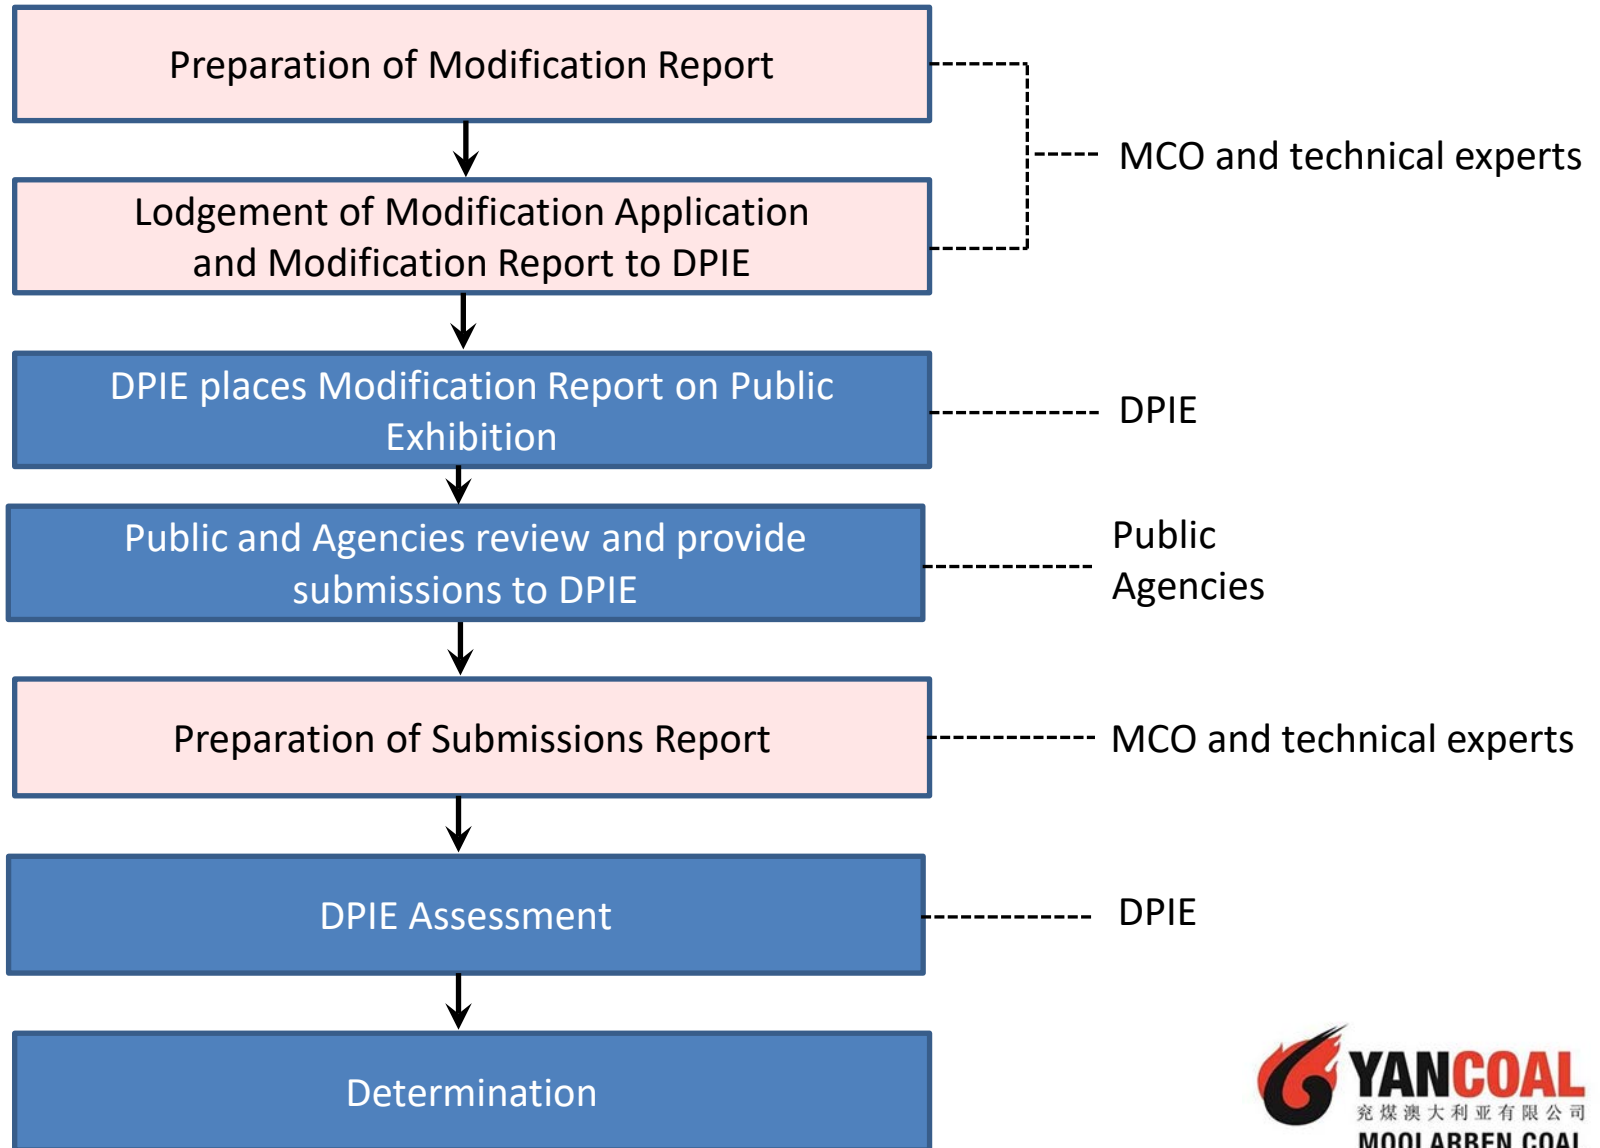 Preparation of Modification Report
MCO and technical experts
Lodgement of Modification Application
and Modification Report to DPIE
DPIE places Modification Report on Public
Exhibition
DPIE
Public and Agencies review and provide
submissions to DPIE
Public
Agencies
Preparation of Submissions Report
MCO and technical experts
DPIE Assessment
DPIE
Determination
YANCOAL
兖煤澳大利亚有限公司
MOOLARBEN COAL